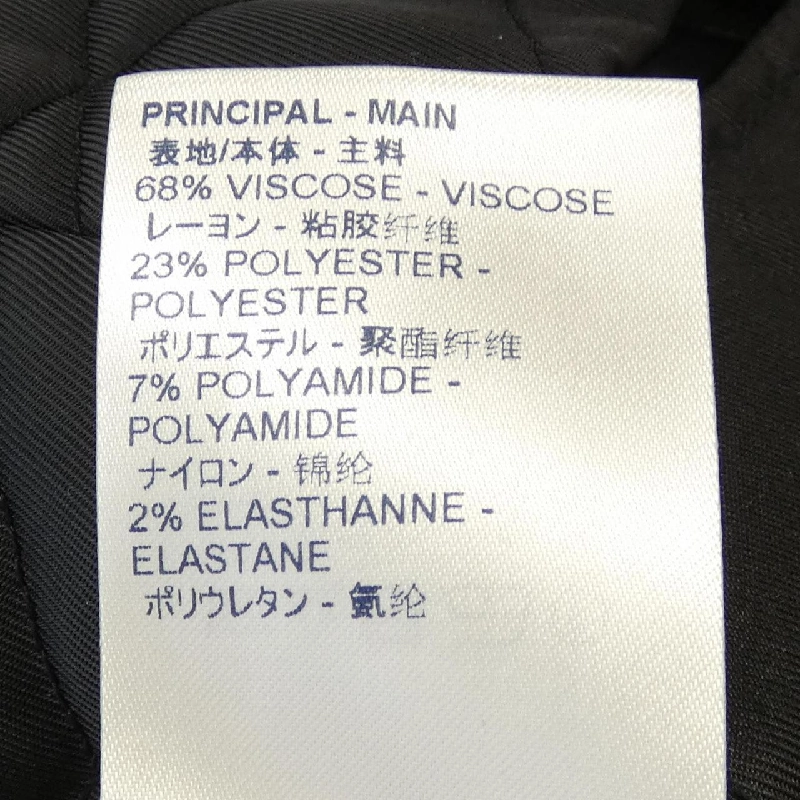 PRINCIPAL - MAIN
表地/本体 - 主料
68% VISCOSE - VISCOSE
レーヨン - 粘胶纤维
23% POLYESTER -
POLYESTER
ポリエステル - 聚酯纤维
7% POLYAMIDE -
POLYAMIDE
ナイロン - 锦纶
2% ELASTHANNE -
ELASTANE
ポリウレタン - 氨纶